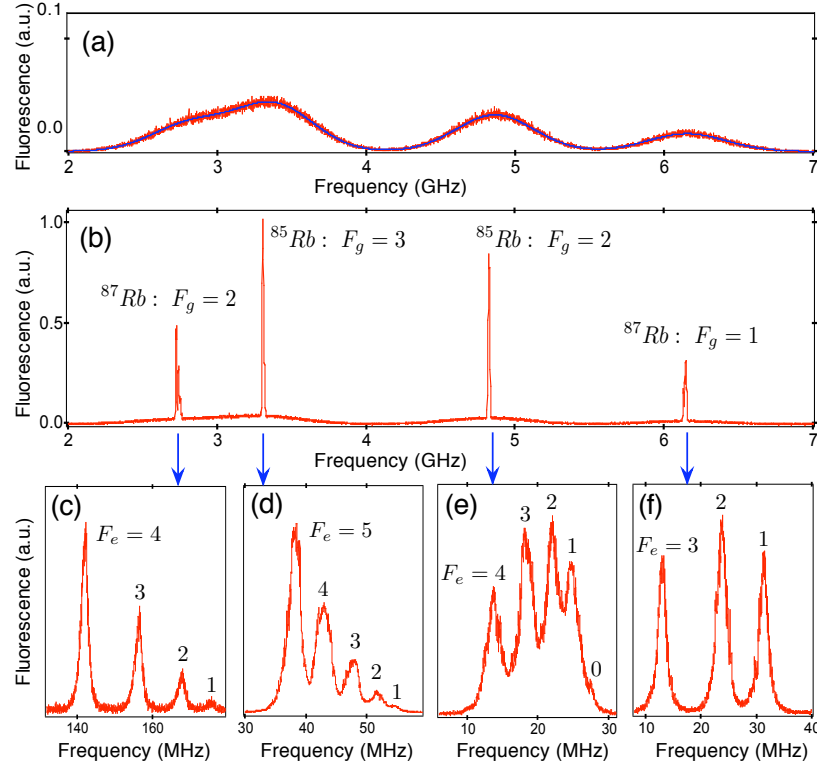 (a)
Fluorescence (a.u.)
0.1
0.0
2 3 4 5 6 7
Frequency (GHz)
(b)
Fluorescence (a.u.)
1.0
0.5
0.0
⁸⁷Rb : F_g = 2
⁸⁵Rb : F_g = 3
⁸⁵Rb : F_g = 2
⁸⁷Rb : F_g = 1
2 3 4 5 6 7
Frequency (GHz)
Fluorescence (a.u.)
(c)
F_e = 4
3
2
1
140 160
Frequency (MHz)
(d)
F_e = 5
4
3
2
1
30 40 50
Frequency (MHz)
(e)
F_e = 4
3
2
1
0
10 20 30
Frequency (MHz)
(f)
F_e = 3
2
1
10 20 30 40
Frequency (MHz)